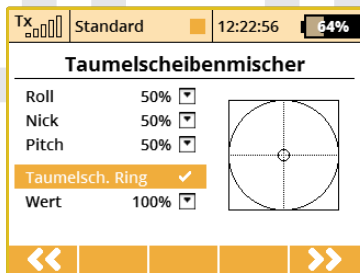 Tx Standard 12:22:56 64%
Taumelscheibenmischer
Roll 50%
Nick 50%
Pitch 50%
Taumelsch. Ring
Wert 100%